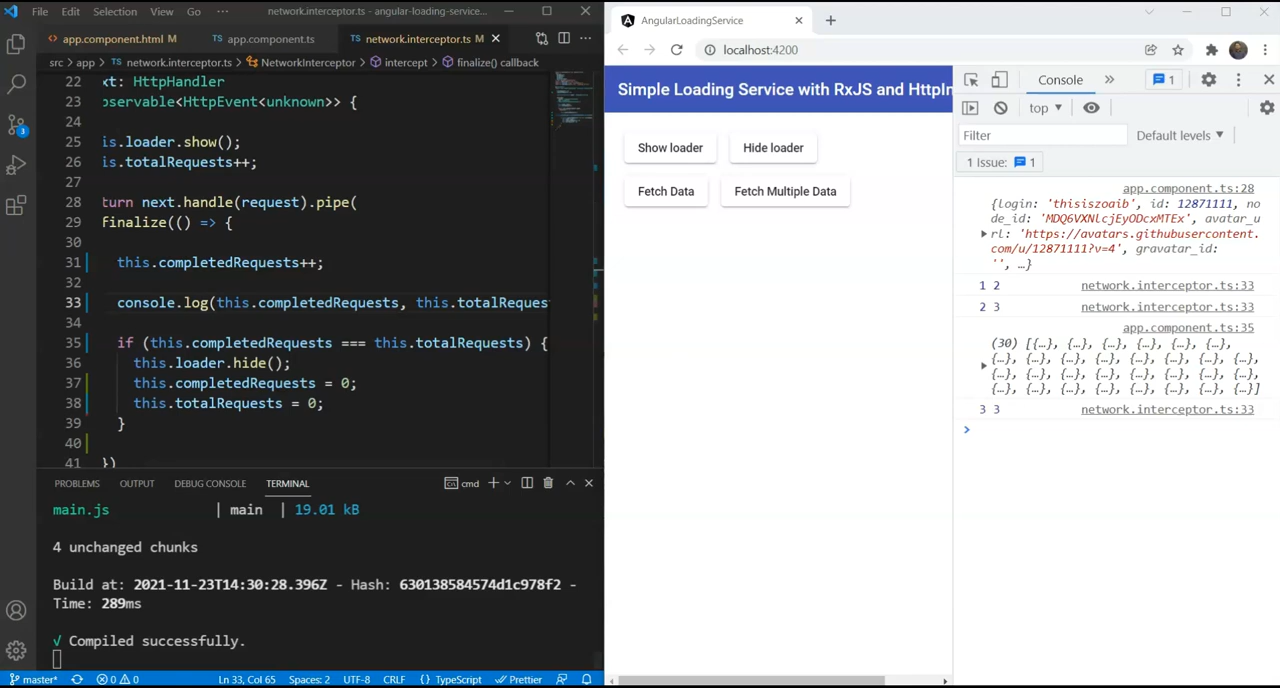 File Edit Selection View Go ··· network.interceptor.ts - angular-loading-service...
app.component.html M app.component.ts network.interceptor.ts M
src > app > network.interceptor.ts > NetworkInterceptor > intercept > finalize() callback
22 xt: HttpHandler
23 bservable<HttpEvent<unknown>> {
24
25 is.loader.show();
26 is.totalRequests++;
27
28 turn next.handle(request).pipe(
29 finalize(() => {
30
31 this.completedRequests++;
32
33 console.log(this.completedRequests, this.totalReques
34
35 if (this.completedRequests === this.totalRequests) {
36 this.loader.hide();
37 this.completedRequests = 0;
38 this.totalRequests = 0;
39 }
40
41 })
PROBLEMS OUTPUT DEBUG CONSOLE TERMINAL cmd
main.js | main | 19.01 kB
4 unchanged chunks
Build at: 2021-11-23T14:30:28.396Z - Hash: 630138584574d1c978f2 -
Time: 289ms
√ Compiled successfully.
3
master* 0 0 Ln 33, Col 65 Spaces: 2 UTF-8 CRLF {} TypeScript Prettier
AngularLoadingService
localhost:4200
Simple Loading Service with RxJS and HttpIn
Show loader Hide loader
Fetch Data Fetch Multiple Data
Console » 1
top
Filter Default levels
1 Issue: 1
app.component.ts:28
{login: 'thisiszoaib', id: 12871111, no
de_id: 'MDQ6VXNlcjEyODcxMTEx', avatar_u
rl: 'https://avatars.githubusercontent.
com/u/12871111?v=4', gravatar_id:
'', …}
1 2 network.interceptor.ts:33
2 3 network.interceptor.ts:33
app.component.ts:35
(30) [{…}, {…}, {…}, {…}, {…}, {…},
{…}, {…}, {…}, {…}, {…}, {…}, {…},
{…}, {…}, {…}, {…}, {…}, {…}, {…},
{…}, {…}, {…}, {…}, {…}, {…}, {…}]
3 3 network.interceptor.ts:33